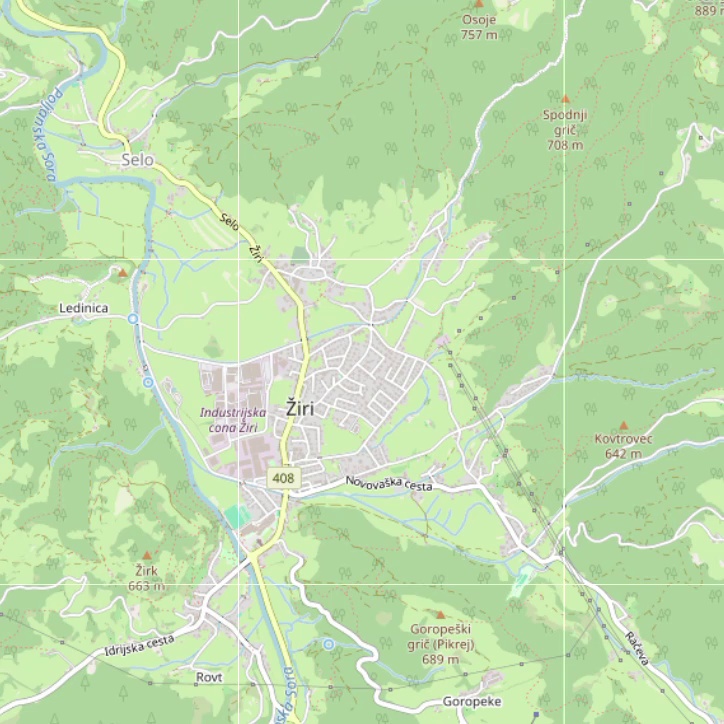 Osoje
757 m
889 m
Spodnji
grič
708 m
Poljanska Sora
Selo
Selo
Žiri
Ledinica
Industrijska
cona Žiri
Žiri
Kovtrovec
642 m
408
Novovaška cesta
Žirk
663 m
Goropeški
grič (Pikrej)
689 m
Račeva
Idrijska cesta
Rovt
Goropeke
ska Sora